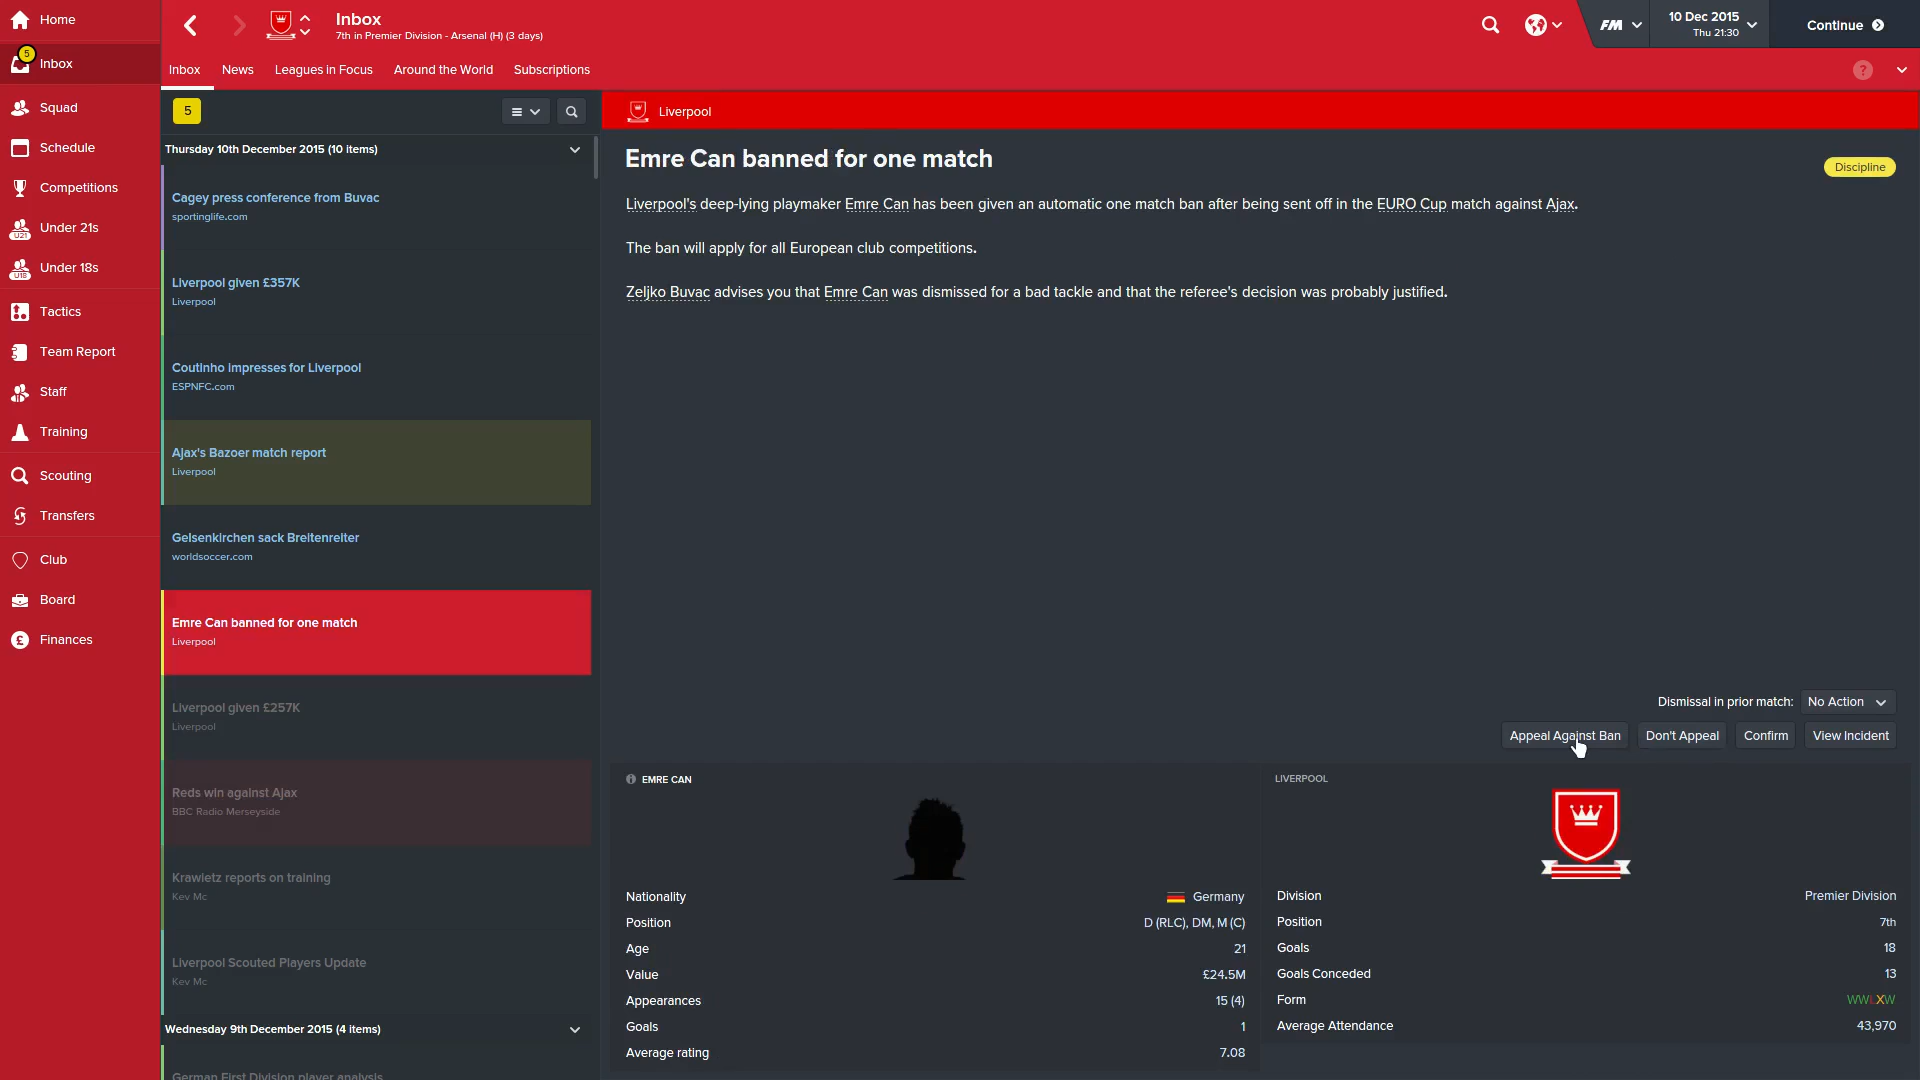 Home
5
Inbox
Squad
Schedule
Competitions
U21
Under 21s
U18
Under 18s
Tactics
Team Report
Staff
Training
Scouting
Transfers
Club
Board
£
Finances
Inbox
7th in Premier Division - Arsenal (H) (3 days)
FM
10 Dec 2015
Thu 21:30
Continue
Inbox News Leagues in Focus Around the World Subscriptions
?
5
Thursday 10th December 2015 (10 items)
Cagey press conference from Buvac
sportinglife.com
Liverpool given £357K
Liverpool
Coutinho impresses for Liverpool
ESPNFC.com
Ajax's Bazoer match report
Liverpool
Gelsenkirchen sack Breitenreiter
worldsoccer.com
Emre Can banned for one match
Liverpool
Liverpool given £257K
Liverpool
Reds win against Ajax
BBC Radio Merseyside
Krawietz reports on training
Kev Mc
Liverpool Scouted Players Update
Kev Mc
Wednesday 9th December 2015 (4 items)
German First Division player analysis
Liverpool
Emre Can banned for one match
Discipline
Liverpool's deep-lying playmaker Emre Can has been given an automatic one match ban after being sent off in the EURO Cup match against Ajax.
The ban will apply for all European club competitions.
Zeljko Buvac advises you that Emre Can was dismissed for a bad tackle and that the referee's decision was probably justified.
Dismissal in prior match: No Action
Appeal Against Ban Don't Appeal Confirm View Incident
EMRE CAN
Nationality Germany
Position D (RLC), DM, M (C)
Age 21
Value £24.5M
Appearances 15 (4)
Goals 1
Average rating 7.08
LIVERPOOL
Division Premier Division
Position 7th
Goals 18
Goals Conceded 13
Form WWLXW
Average Attendance 43,970